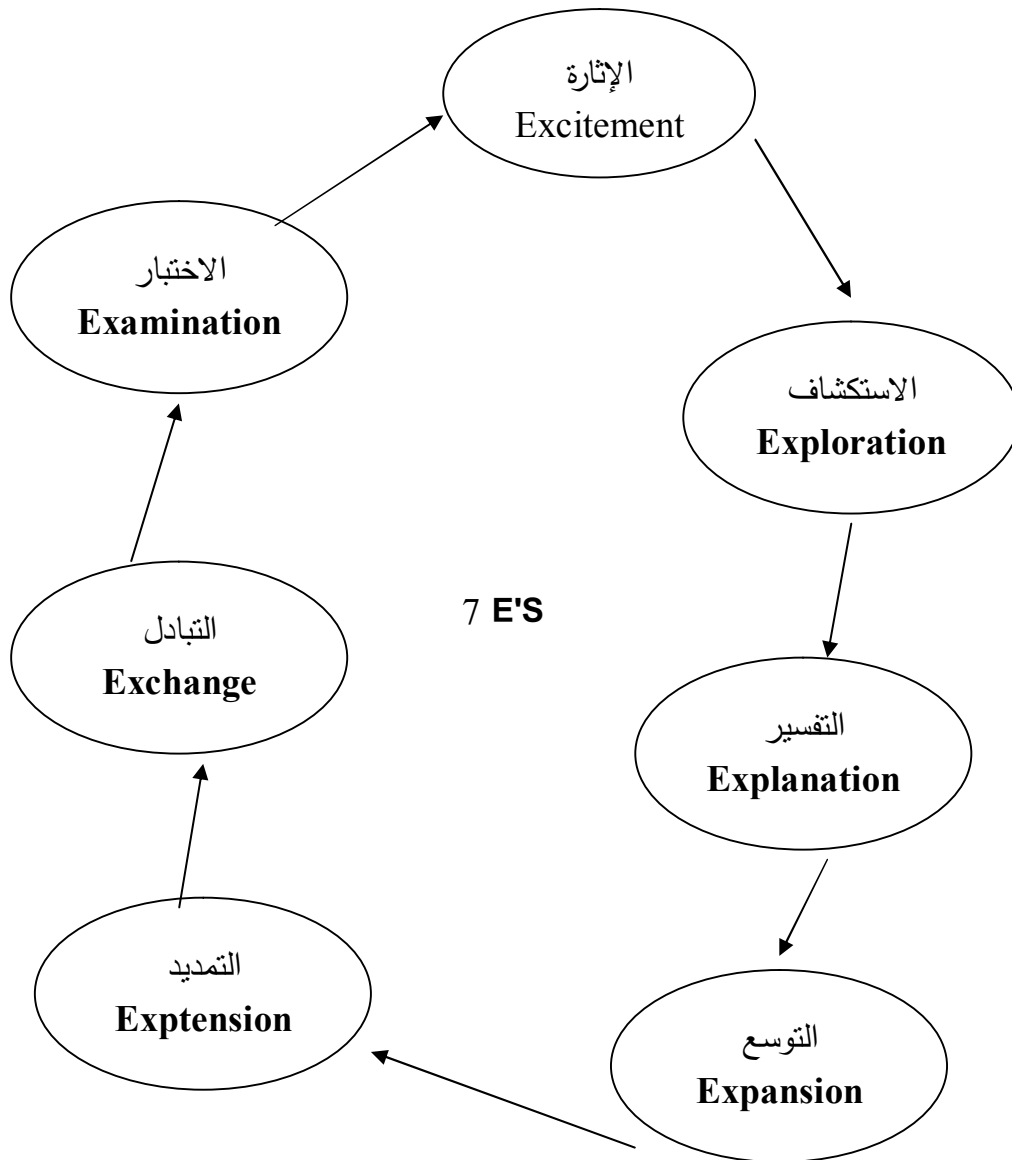 الإثارة
Excitement
الاستكشاف
Exploration
التفسير
Explanation
التوسع
Expansion
التمديد
Exptension
التبادل
Exchange
الاختبار
Examination
7 E'S